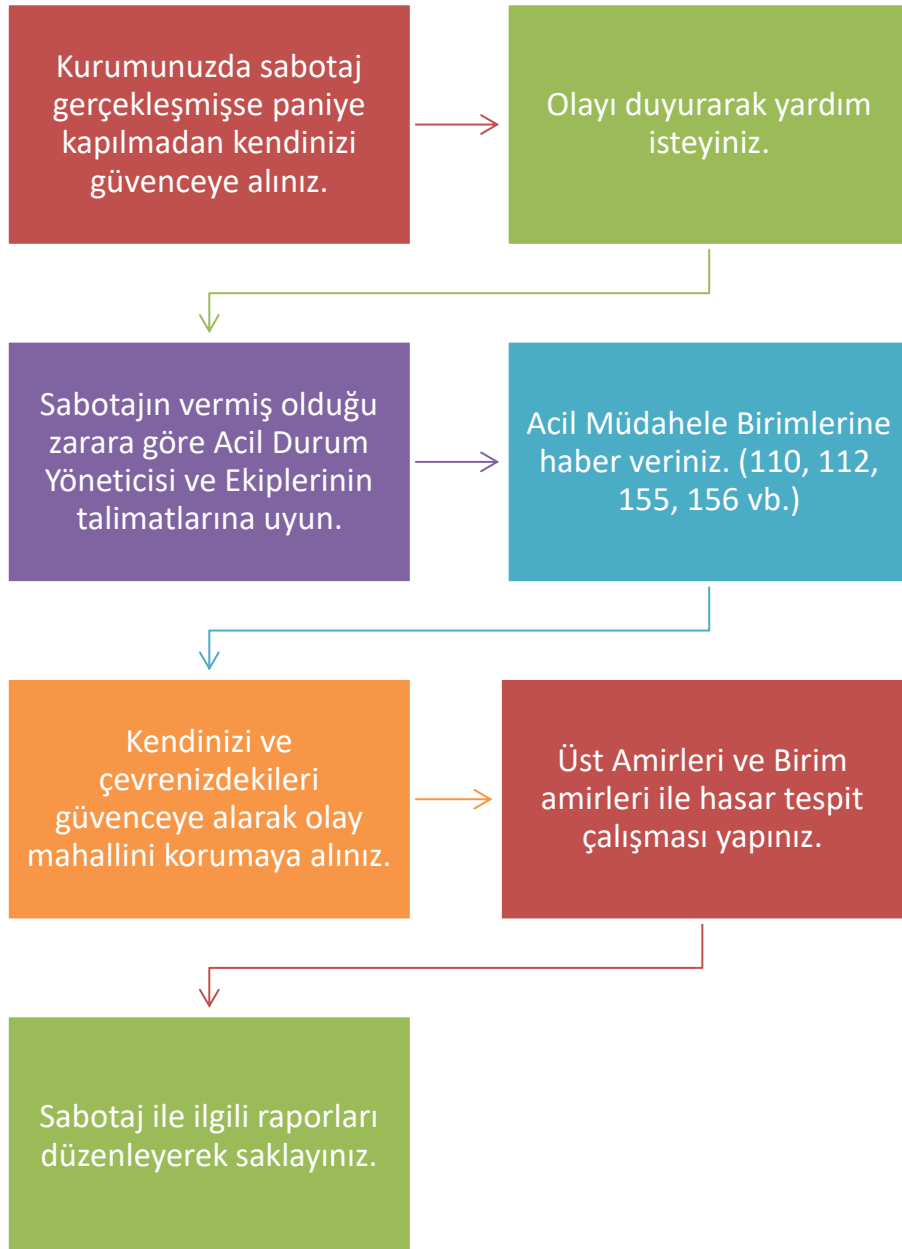 Kurumunuzda sabotaj
gerçekleşmişse paniye
kapılmadan kendinizi
güvenceye alınız.
Olayı duyurarak yardım
isteyiniz.
Sabotajın vermiş olduğu
zarara göre Acil Durum
Yöneticisi ve Ekiplerinin
talimatlarına uyun.
Acil Müdahele Birimlerine
haber veriniz. (110, 112,
155, 156 vb.)
Kendinizi ve
çevrenizdekileri
güvenceye alarak olay
mahallini korumaya alınız.
Üst Amirleri ve Birim
amirleri ile hasar tespit
çalışması yapınız.
Sabotaj ile ilgili raporları
düzenleyerek saklayınız.